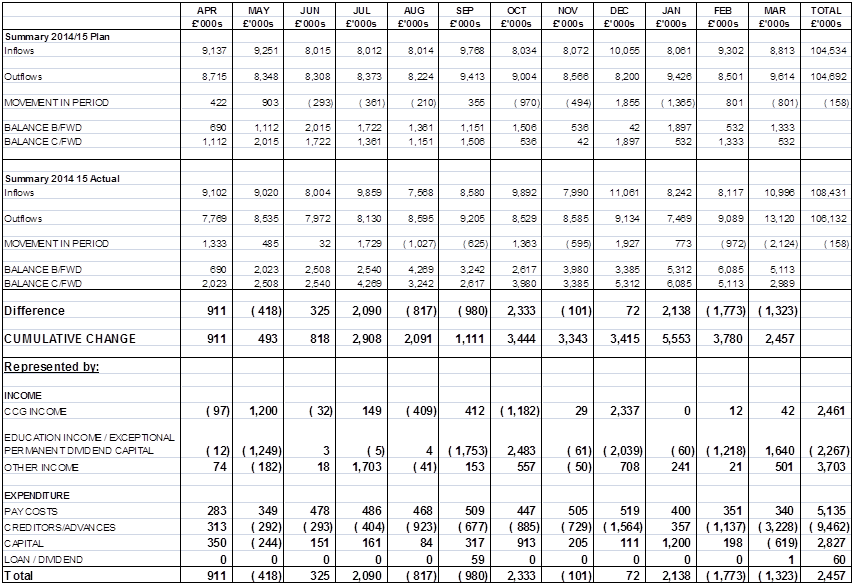 APR MAY JUN JUL AUG SEP OCT NOV DEC JAN FEB MAR TOTAL
£'000s £'000s £'000s £'000s £'000s £'000s £'000s £'000s £'000s £'000s £'000s £'000s £'000s
Summary 2014/15 Plan
Inflows 9,137 9,251 8,015 8,012 8,014 9,768 8,034 8,072 10,055 8,061 9,302 8,813 104,534
Outflows 8,715 8,348 8,308 8,373 8,224 9,413 9,004 8,566 8,200 9,426 8,501 9,614 104,692
MOVEMENT IN PERIOD 422 903 ( 293) ( 361) ( 210) 355 ( 970) ( 494) 1,855 ( 1,365) 801 ( 801) ( 158)
BALANCE B/FWD 690 1,112 2,015 1,722 1,361 1,151 1,506 536 42 1,897 532 1,333
BALANCE C/FWD 1,112 2,015 1,722 1,361 1,151 1,506 536 42 1,897 532 1,333 532
Summary 2014 15 Actual
Inflows 9,102 9,020 8,004 9,859 7,568 8,580 9,892 7,990 11,061 8,242 8,117 10,996 108,431
Outflows 7,769 8,535 7,972 8,130 8,595 9,205 8,529 8,585 9,134 7,469 9,089 13,120 106,132
MOVEMENT IN PERIOD 1,333 485 32 1,729 ( 1,027) ( 625) 1,363 ( 595) 1,927 773 ( 972) ( 2,124) ( 158)
BALANCE B/FWD 690 2,023 2,508 2,540 4,269 3,242 2,617 3,980 3,385 5,312 6,085 5,113
BALANCE C/FWD 2,023 2,508 2,540 4,269 3,242 2,617 3,980 3,385 5,312 6,085 5,113 2,989
Difference 911 ( 418) 325 2,090 ( 817) ( 980) 2,333 ( 101) 72 2,138 ( 1,773) ( 1,323)
CUMULATIVE CHANGE 911 493 818 2,908 2,091 1,111 3,444 3,343 3,415 5,553 3,780 2,457
Represented by:
INCOME
CCG INCOME ( 97) 1,200 ( 32) 149 ( 409) 412 ( 1,182) 29 2,337 0 12 42 2,461
EDUCATION INCOME / EXCEPTIONAL
PERMANENT DIVIDEND CAPITAL ( 12) ( 1,249) 3 ( 5) 4 ( 1,753) 2,483 ( 61) ( 2,039) ( 60) ( 1,218) 1,640 ( 2,267)
OTHER INCOME 74 ( 182) 18 1,703 ( 41) 153 557 ( 50) 708 241 21 501 3,703
EXPENDITURE
PAY COSTS 283 349 478 486 468 509 447 505 519 400 351 340 5,135
CREDITORS/ADVANCES 313 ( 292) ( 293) ( 404) ( 923) ( 677) ( 885) ( 729) ( 1,564) 357 ( 1,137) ( 3,228) ( 9,462)
CAPITAL 350 ( 244) 151 161 84 317 913 205 111 1,200 198 ( 619) 2,827
LOAN / DIVIDEND 0 0 0 0 0 59 0 0 0 0 0 1 60
Total 911 ( 418) 325 2,090 ( 817) ( 980) 2,333 ( 101) 72 2,138 ( 1,773) ( 1,323) 2,457